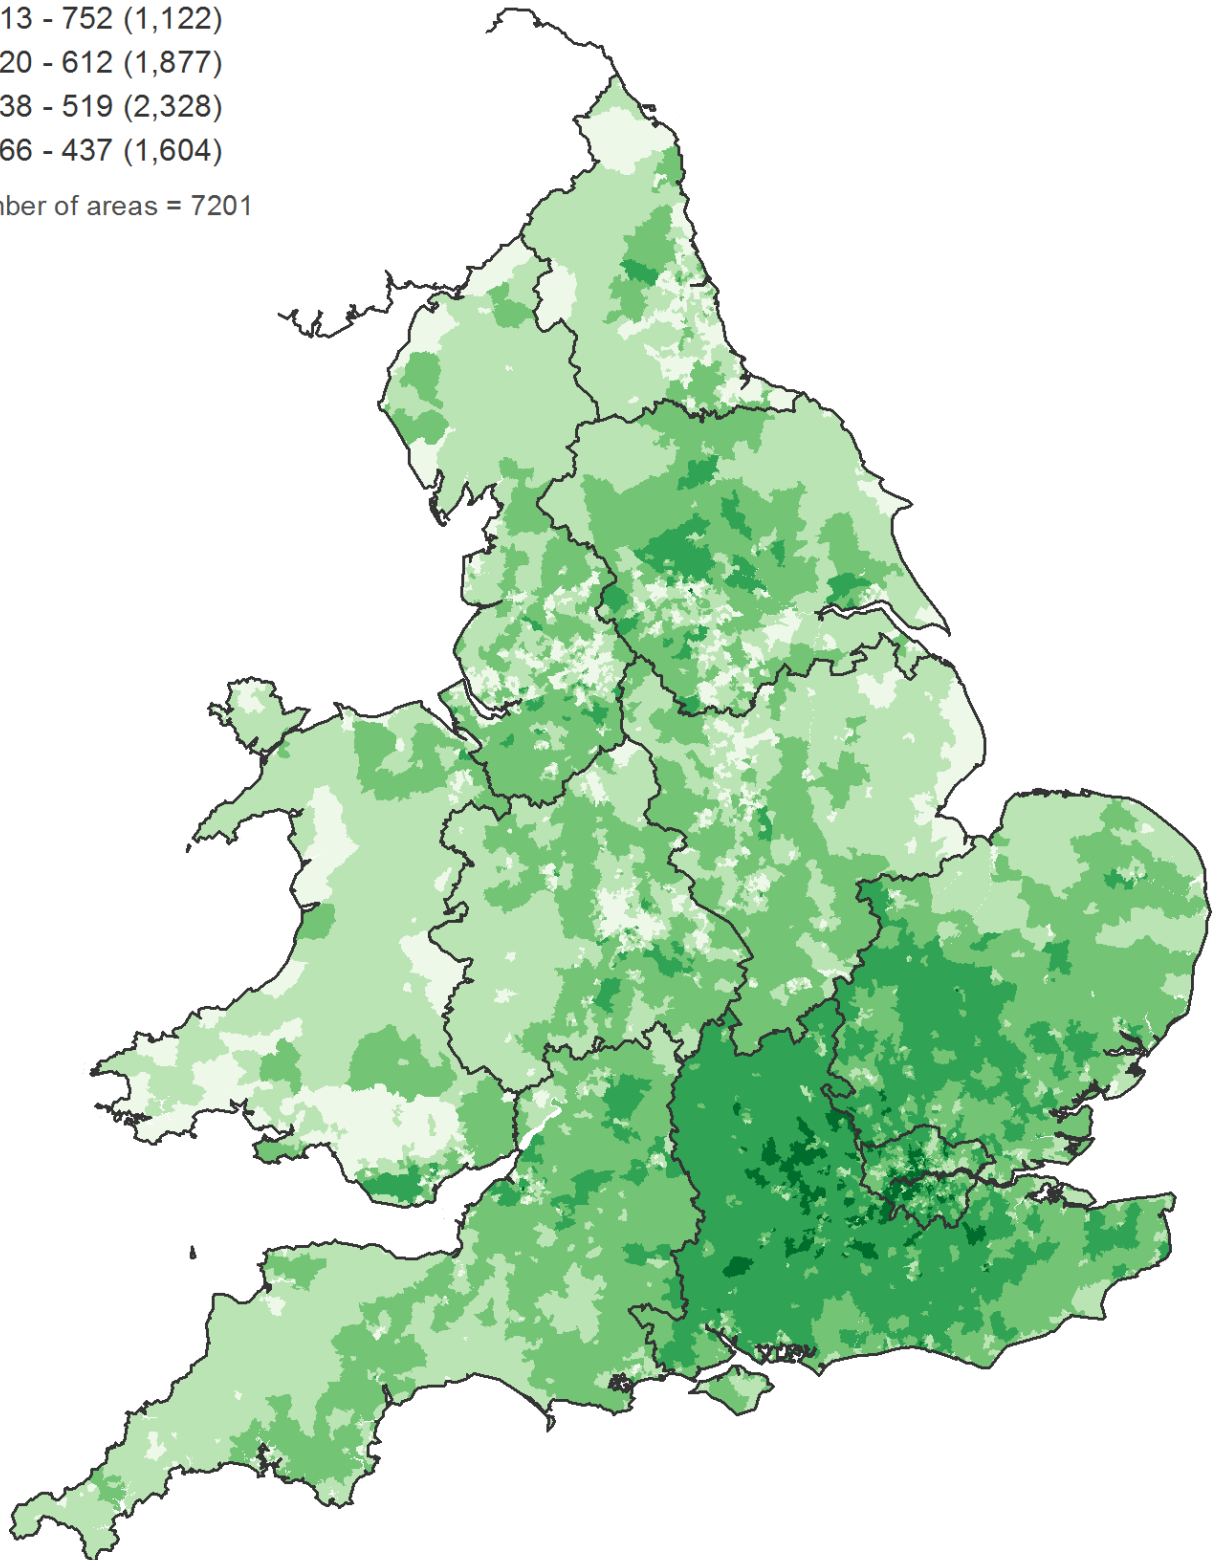 13 - 752 (1,122)
20 - 612 (1,877)
38 - 519 (2,328)
66 - 437 (1,604)
nber of areas = 7201